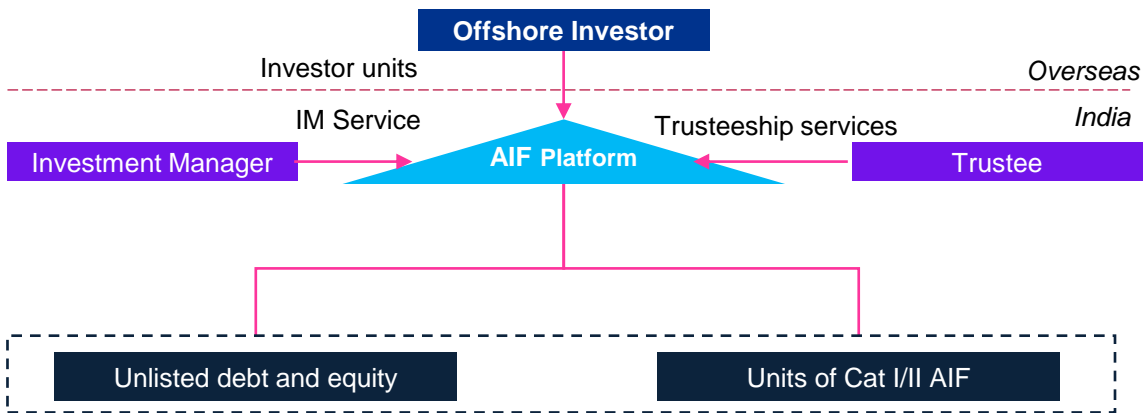 Offshore Investor
Investor units
Overseas
India
IM Service
Trusteeship services
Investment Manager
AIF Platform
Trustee
Unlisted debt and equity
Units of Cat I/II AIF